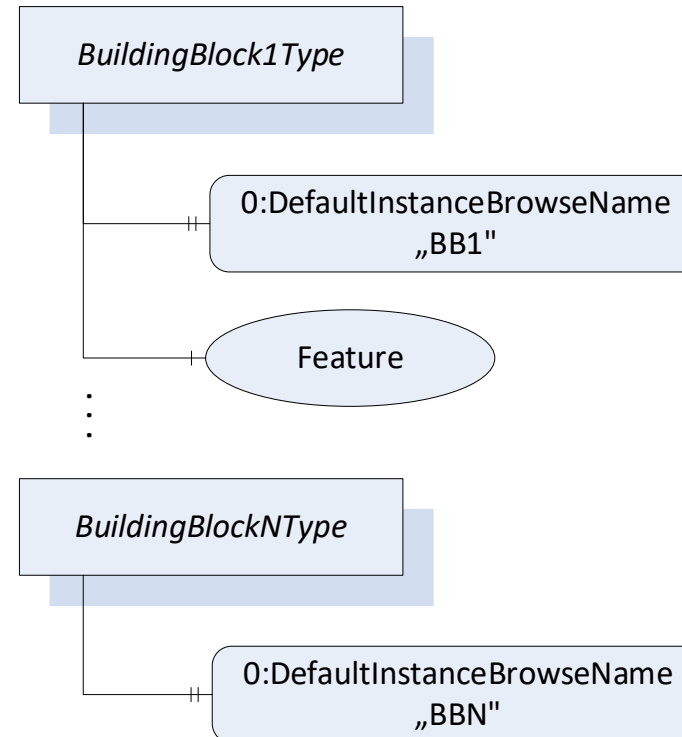 BuildingBlock1Type
0:DefaultInstanceBrowseName
„BB1"
Feature
BuildingBlockNType
0:DefaultInstanceBrowseName
„BBN"